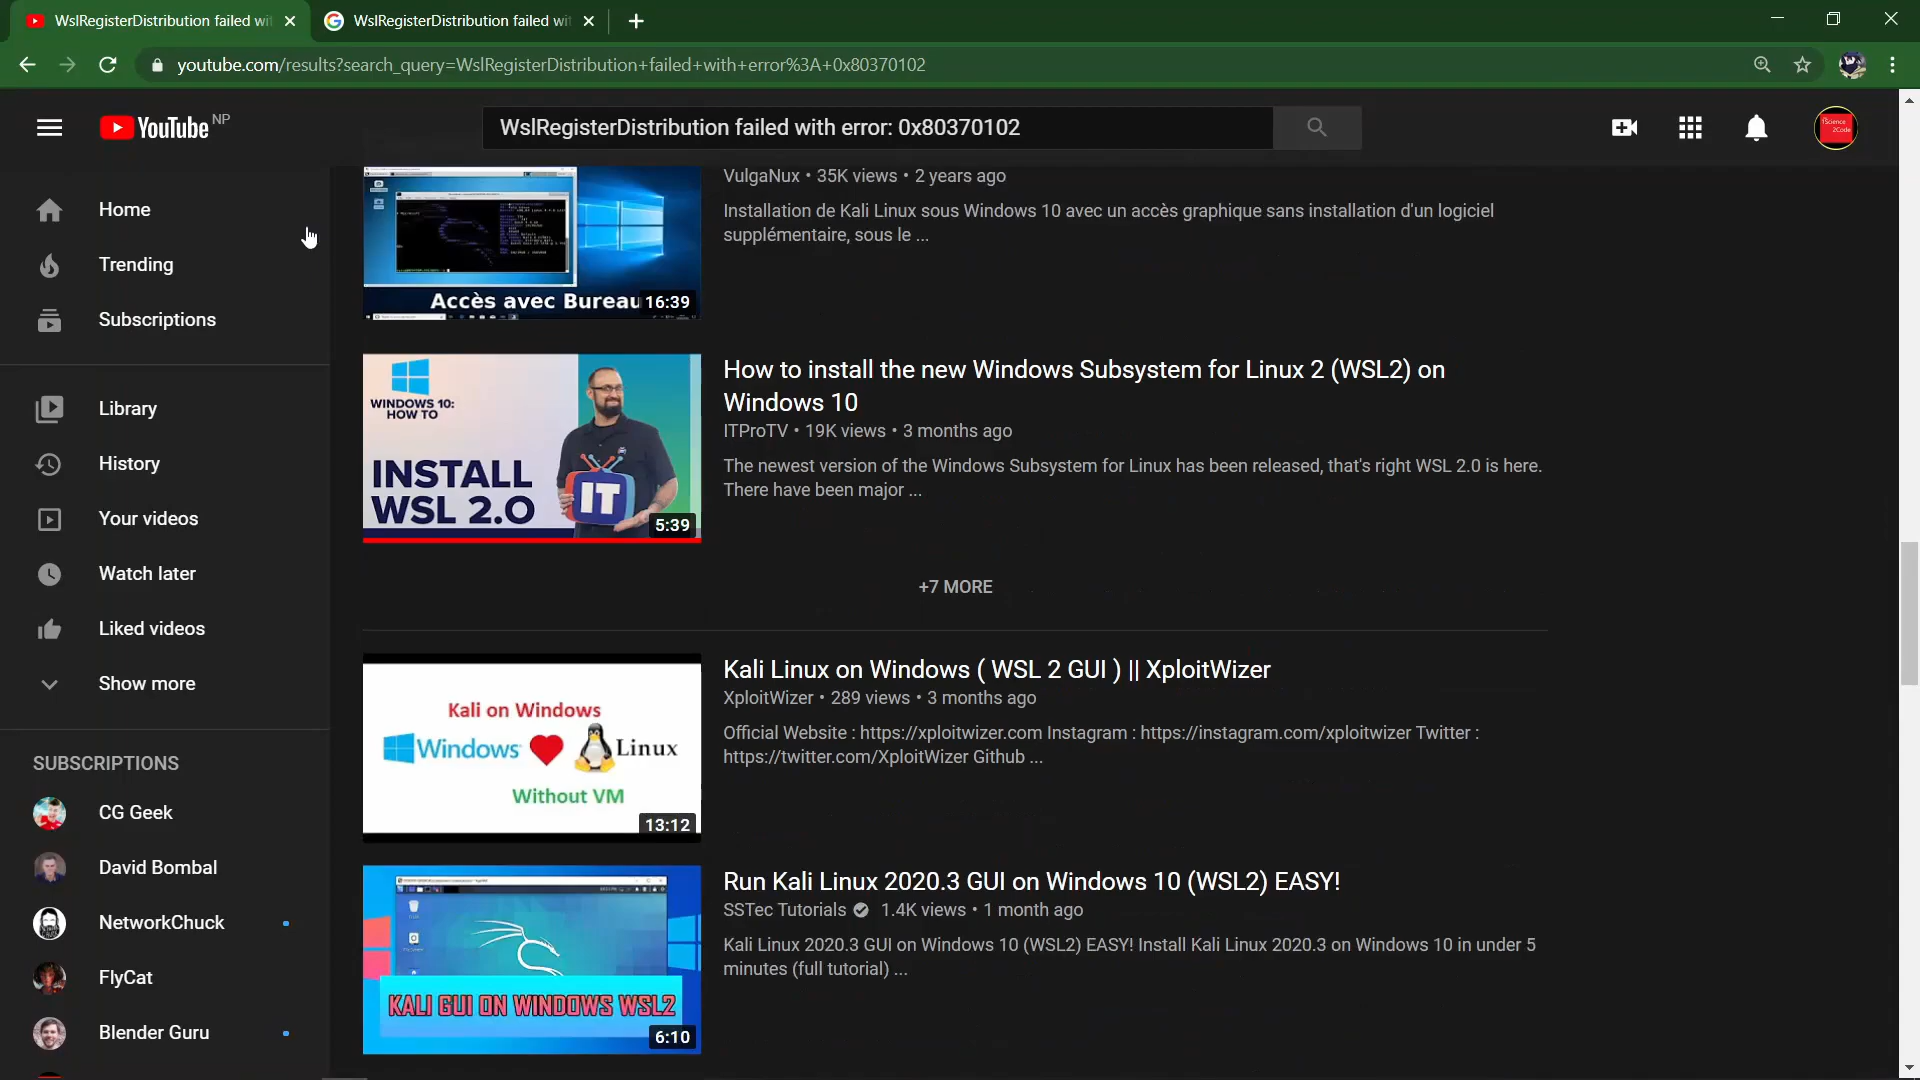 WslRegisterDistribution failed wi
WslRegisterDistribution failed wit
youtube.com/results?search_query=WslRegisterDistribution+failed+with+error%3A+0x80370102
YouTube NP
WslRegisterDistribution failed with error: 0x80370102
iScience
2Code
Home
Trending
Subscriptions
Library
History
Your videos
Watch later
Liked videos
Show more
SUBSCRIPTIONS
CG Geek
David Bombal
NetworkChuck
FlyCat
Blender Guru
Accès avec Bureau
16:39
VulgaNux • 35K views • 2 years ago
Installation de Kali Linux sous Windows 10 avec un accès graphique sans installation d'un logiciel
supplémentaire, sous le ...
WINDOWS 10:
HOW TO
INSTALL
WSL 2.0
IT
5:39
How to install the new Windows Subsystem for Linux 2 (WSL2) on
Windows 10
ITProTV • 19K views • 3 months ago
The newest version of the Windows Subsystem for Linux has been released, that's right WSL 2.0 is here.
There have been major ...
+7 MORE
Kali on Windows
Windows Linux
Without VM
13:12
Kali Linux on Windows ( WSL 2 GUI ) || XploitWizer
XploitWizer • 289 views • 3 months ago
Official Website : https://xploitwizer.com Instagram : https://instagram.com/xploitwizer Twitter :
https://twitter.com/XploitWizer Github ...
KALI GUI ON WINDOWS WSL2
6:10
Run Kali Linux 2020.3 GUI on Windows 10 (WSL2) EASY!
SSTec Tutorials 1.4K views • 1 month ago
Kali Linux 2020.3 GUI on Windows 10 (WSL2) EASY! Install Kali Linux 2020.3 on Windows 10 in under 5
minutes (full tutorial) ...